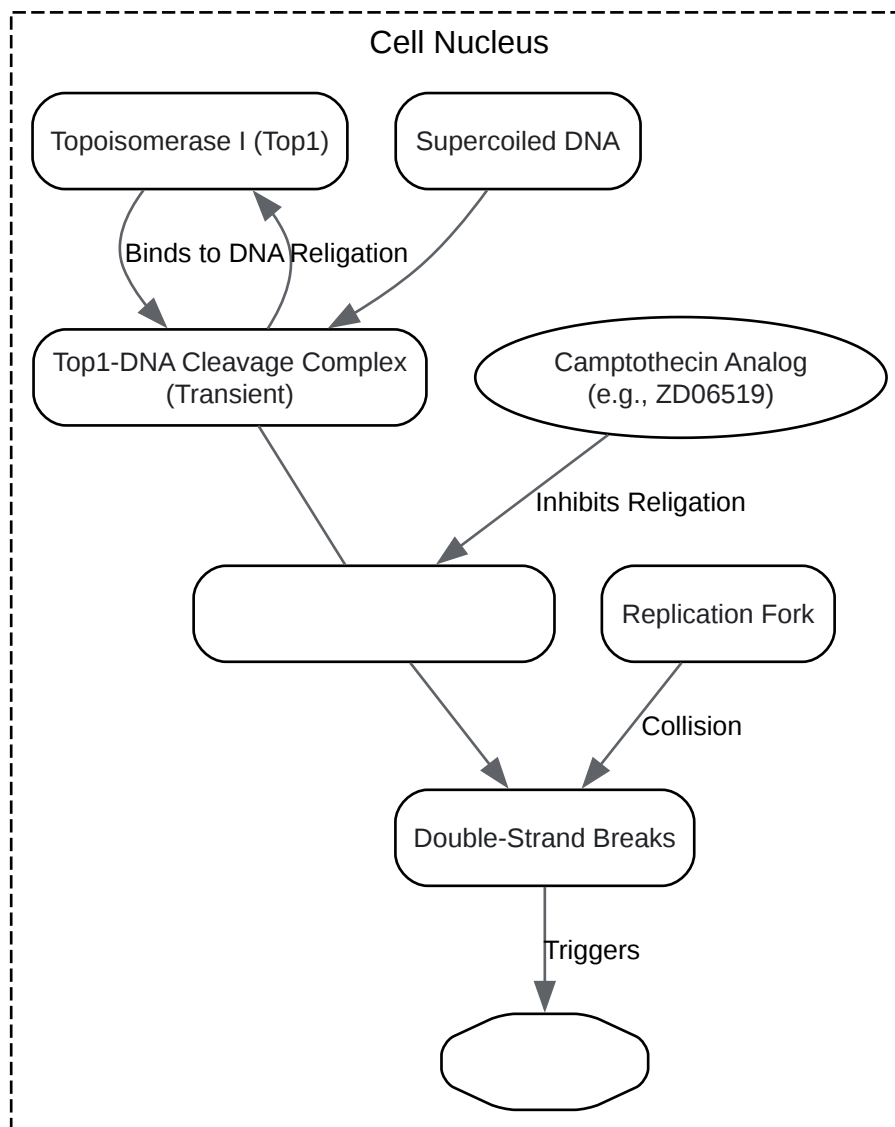 Cell Nucleus
Topoisomerase I (Top1)
Supercoiled DNA
Binds to DNA
Religation
Top1-DNA Cleavage Complex
(Transient)
Camptothecin Analog
(e.g., ZD06519)
Inhibits Religation
Replication Fork
Collision
Double-Strand Breaks
Triggers